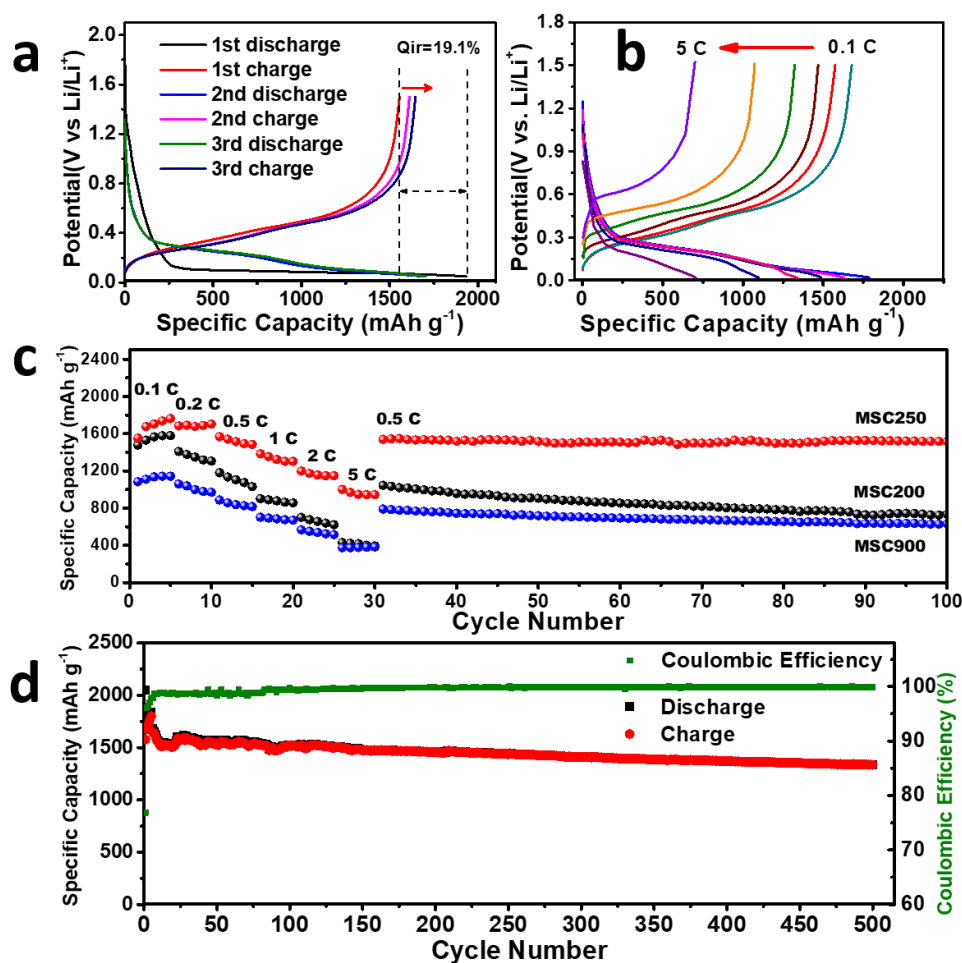 a
1st discharge
1st charge
2nd discharge
2nd charge
3rd discharge
3rd charge
Qir=19.1%
Potential(V vs Li/Li+)
2.0
1.6
1.2
0.8
0.4
0.0
0 500 1000 1500 2000
Specific Capacity (mAh g-1)
b
5 C 0.1 C
Potential(V vs. Li/Li+)
1.8
1.5
1.2
0.9
0.6
0.3
0.0
0 500 1000 1500 2000
Specific Capacity (mAh g-1)
c
Specific Capacity (mAh g-1)
2400
2000
1600
1200
800
400
0
0.1 C
0.2 C
0.5 C
1 C
2 C
5 C
0.5 C
MSC250
MSC200
MSC900
0 10 20 30 40 50 60 70 80 90 100
Cycle Number
d
Specific Capacity (mAh g-1)
2500
2000
1500
1000
500
0
Coulombic Efficiency
Discharge
Charge
100
90
80
70
60
Coulombic Efficiency (%)
0 50 100 150 200 250 300 350 400 450 500
Cycle Number